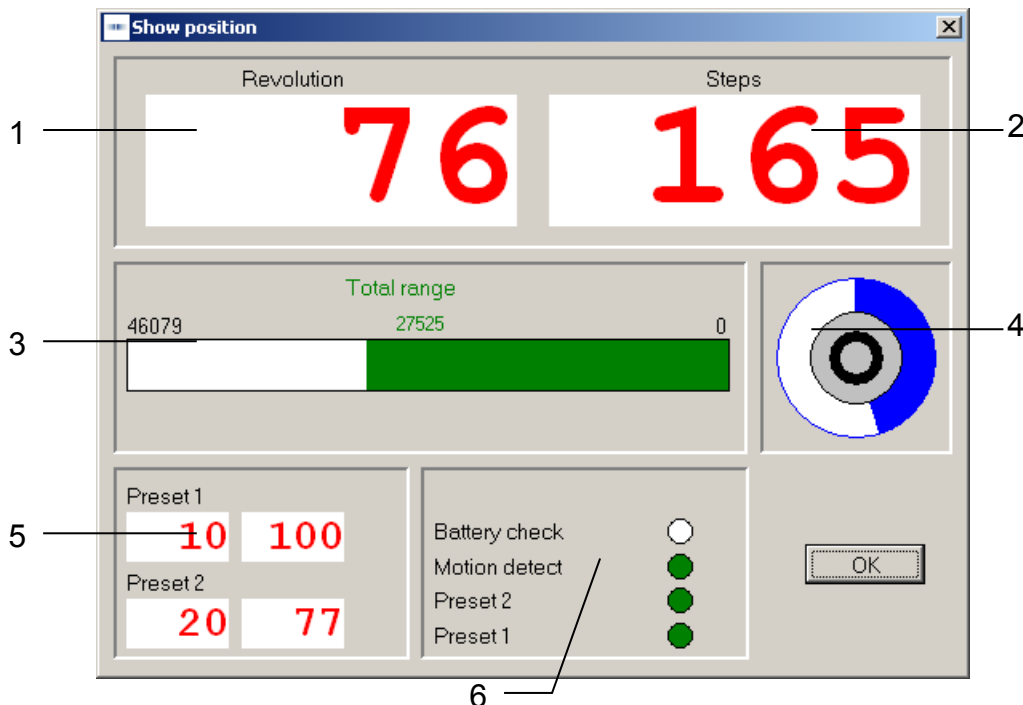 Show position
Revolution Steps
1 76 165 2
Total range
46079 27525 0
3 4
Preset 1
5 10 100
Preset 2
20 77
Battery check
Motion detect
Preset 2
Preset 1
OK
6